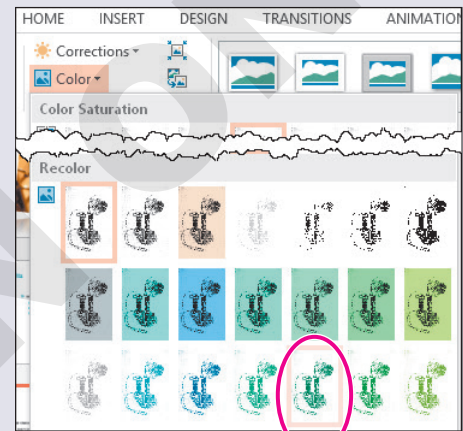 HOME INSERT DESIGN TRANSITIONS ANIMATION
Corrections
Color
Color Saturation
Recolor